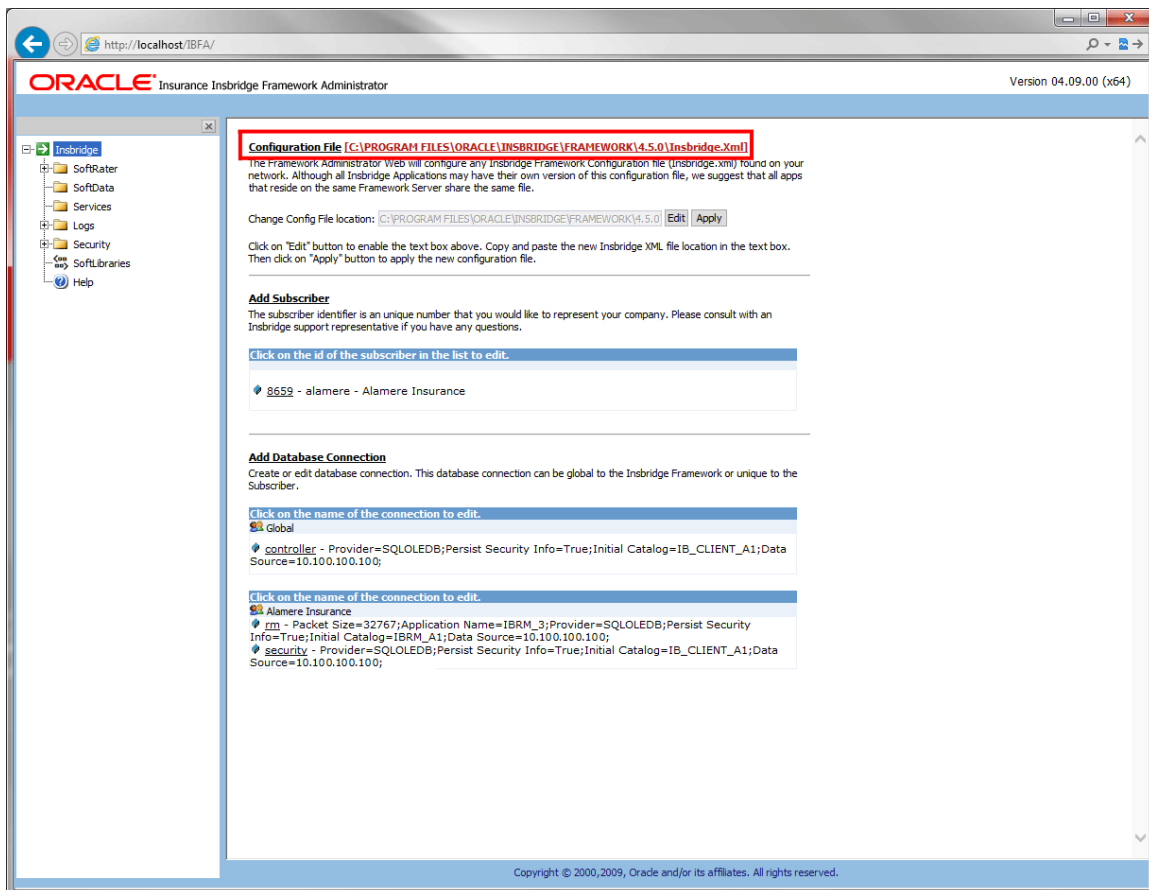 http://localhost/IBFA/
ORACLE Insurance Insbridge Framework Administrator
Version 04.09.00 (x64)
Insbridge
SoftRater
SoftData
Services
Logs
Security
SoftLibraries
Help
Configuration File [C:\PROGRAM FILES\ORACLE\INSBRIDGE\FRAMEWORK\4.5.0\Insbridge.Xml]
The Framework Administrator Web will configure any Insbridge Framework Configuration file (Insbridge.xml) found on your
network. Although all Insbridge Applications may have their own version of this configuration file, we suggest that all apps
that reside on the same Framework Server share the same file.
Change Config File location: C:\PROGRAM FILES\ORACLE\INSBRIDGE\FRAMEWORK\4.5.0 Edit Apply
Click on "Edit" button to enable the text box above. Copy and paste the new Insbridge XML file location in the text box.
Then click on "Apply" button to apply the new configuration file.
Add Subscriber
The subscriber identifier is an unique number that you would like to represent your company. Please consult with an
Insbridge support representative if you have any questions.
Click on the id of the subscriber in the list to edit.
8659 - alamere - Alamere Insurance
Add Database Connection
Create or edit database connection. This database connection can be global to the Insbridge Framework or unique to the
Subscriber.
Click on the name of the connection to edit.
Global
controller - Provider=SQLOLEDB;Persist Security Info=True;Initial Catalog=IB_CLIENT_A1;Data
Source=10.100.100.100;
Click on the name of the connection to edit.
Alamere Insurance
rm - Packet Size=32767;Application Name=IBRM_3;Provider=SQLOLEDB;Persist Security
Info=True;Initial Catalog=IBRM_A1;Data Source=10.100.100.100;
security - Provider=SQLOLEDB;Persist Security Info=True;Initial Catalog=IB_CLIENT_A1;Data
Source=10.100.100.100;
Copyright © 2000,2009, Oracle and/or its affiliates. All rights reserved.